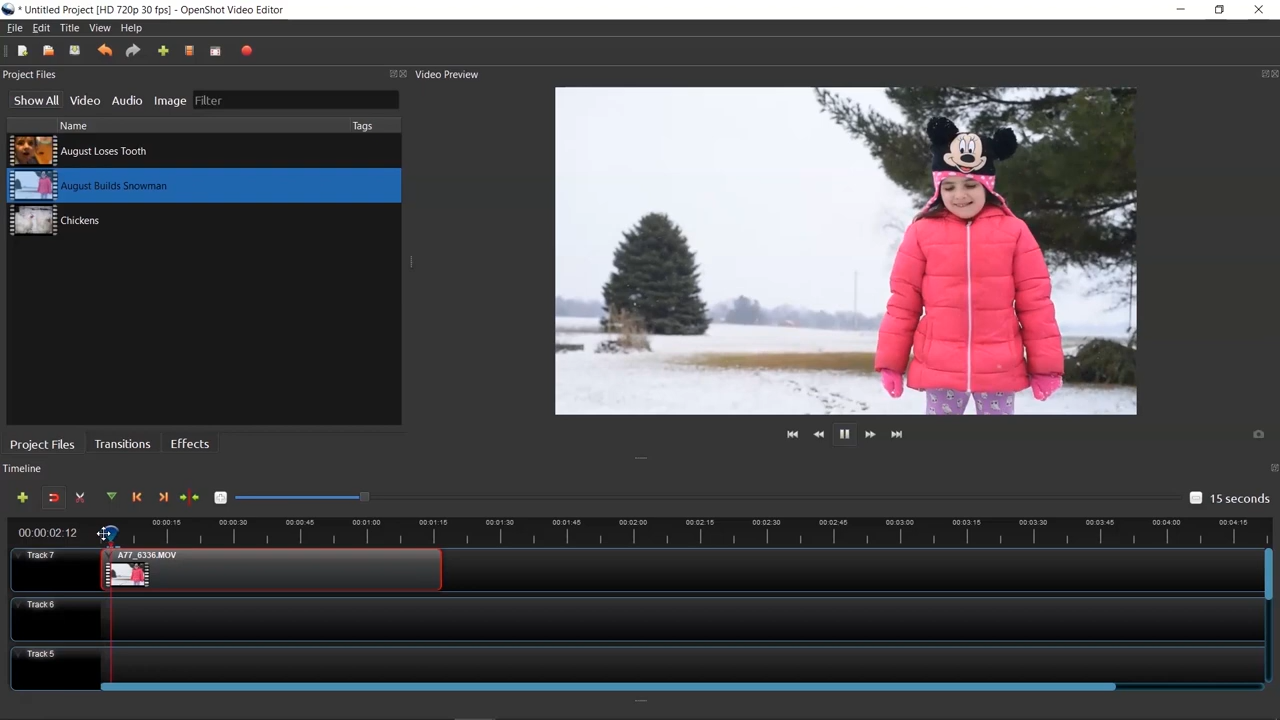 * Untitled Project [HD 720p 30 fps] - OpenShot Video Editor
File Edit Title View Help
Project Files
Video Preview
Show All Video Audio Image Filter
Name Tags
August Loses Tooth
August Builds Snowman
Chickens
Project Files Transitions Effects
Timeline
15 seconds
00:00:02:12
00:00:15 00:00:30 00:00:45 00:01:00 00:01:15 00:01:30 00:01:45 00:02:00 00:02:15 00:02:30 00:02:45 00:03:00 00:03:15 00:03:30 00:03:45 00:04:00 00:04:15
Track 7 A77_6336.MOV
Track 6
Track 5